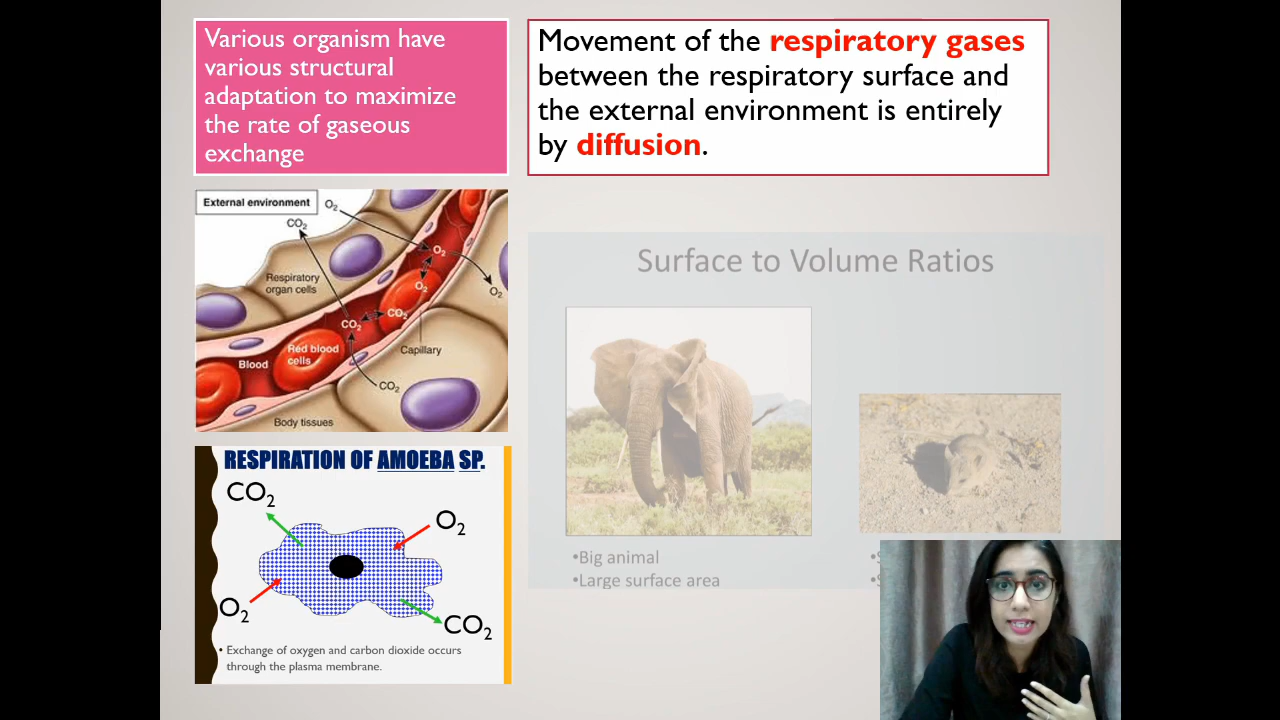 Various organism have
various structural
adaptation to maximize
the rate of gaseous
exchange
Movement of the respiratory gases
between the respiratory surface and
the external environment is entirely
by diffusion.
External environment
O2
CO2
O2
Respiratory
organ cells
O2
O2
CO2
CO2
Red blood
cells
Capillary
Blood
CO2
Body tissues
Surface to Volume Ratios
•Big animal
•Large surface area
RESPIRATION OF AMOEBA SP.
CO2
O2
O2
CO2
• Exchange of oxygen and carbon dioxide occurs
through the plasma membrane.